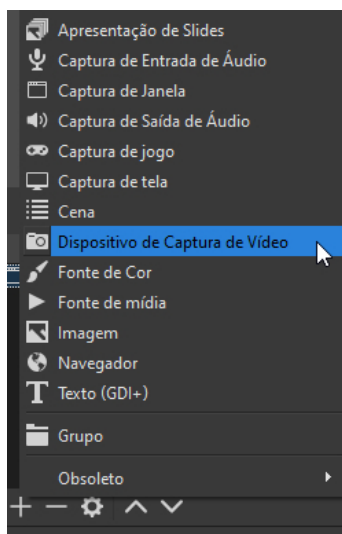 Apresentação de Slides
Captura de Entrada de Áudio
Captura de Janela
Captura de Saída de Áudio
Captura de jogo
Captura de tela
Cena
Dispositivo de Captura de Vídeo
Fonte de Cor
Fonte de mídia
Imagem
Navegador
Texto (GDI+)
Grupo
Obsoleto